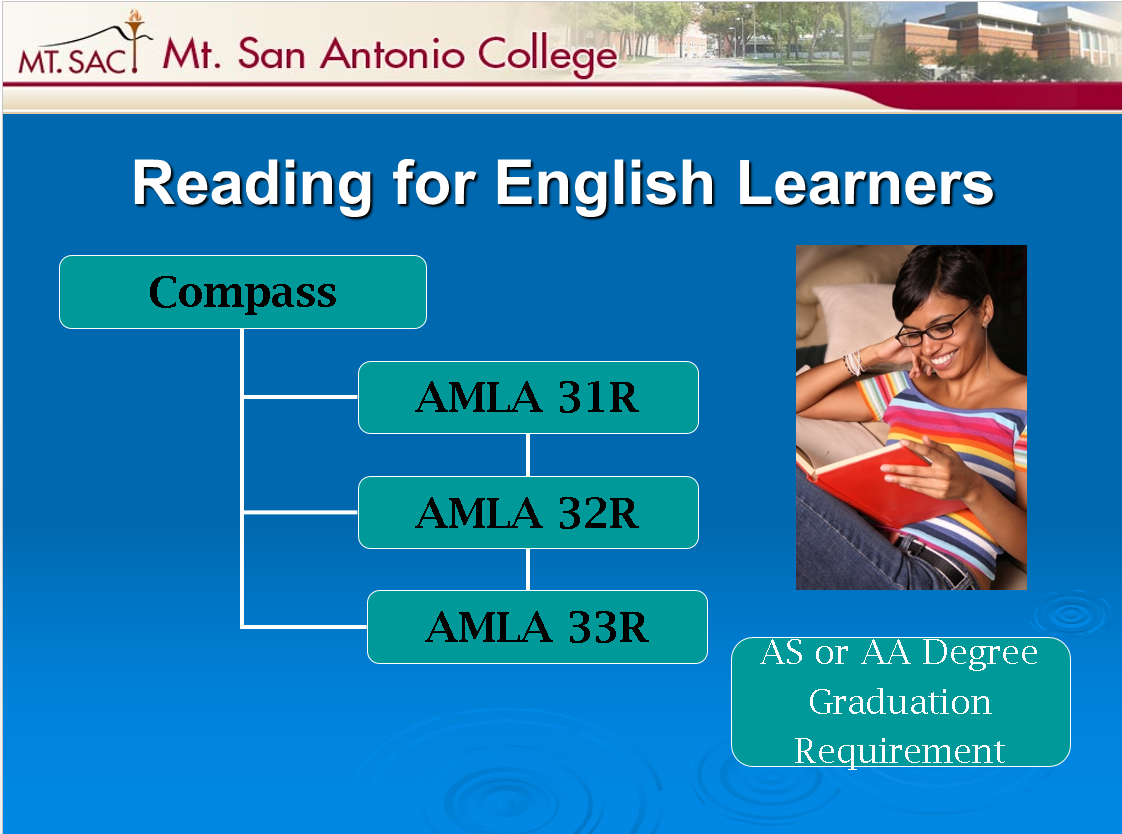 MT. SAC Mt. San Antonio College
Reading for English Learners
Compass
AMLA 31R
AMLA 32R
AMLA 33R
AS or AA Degree
Graduation
Requirement